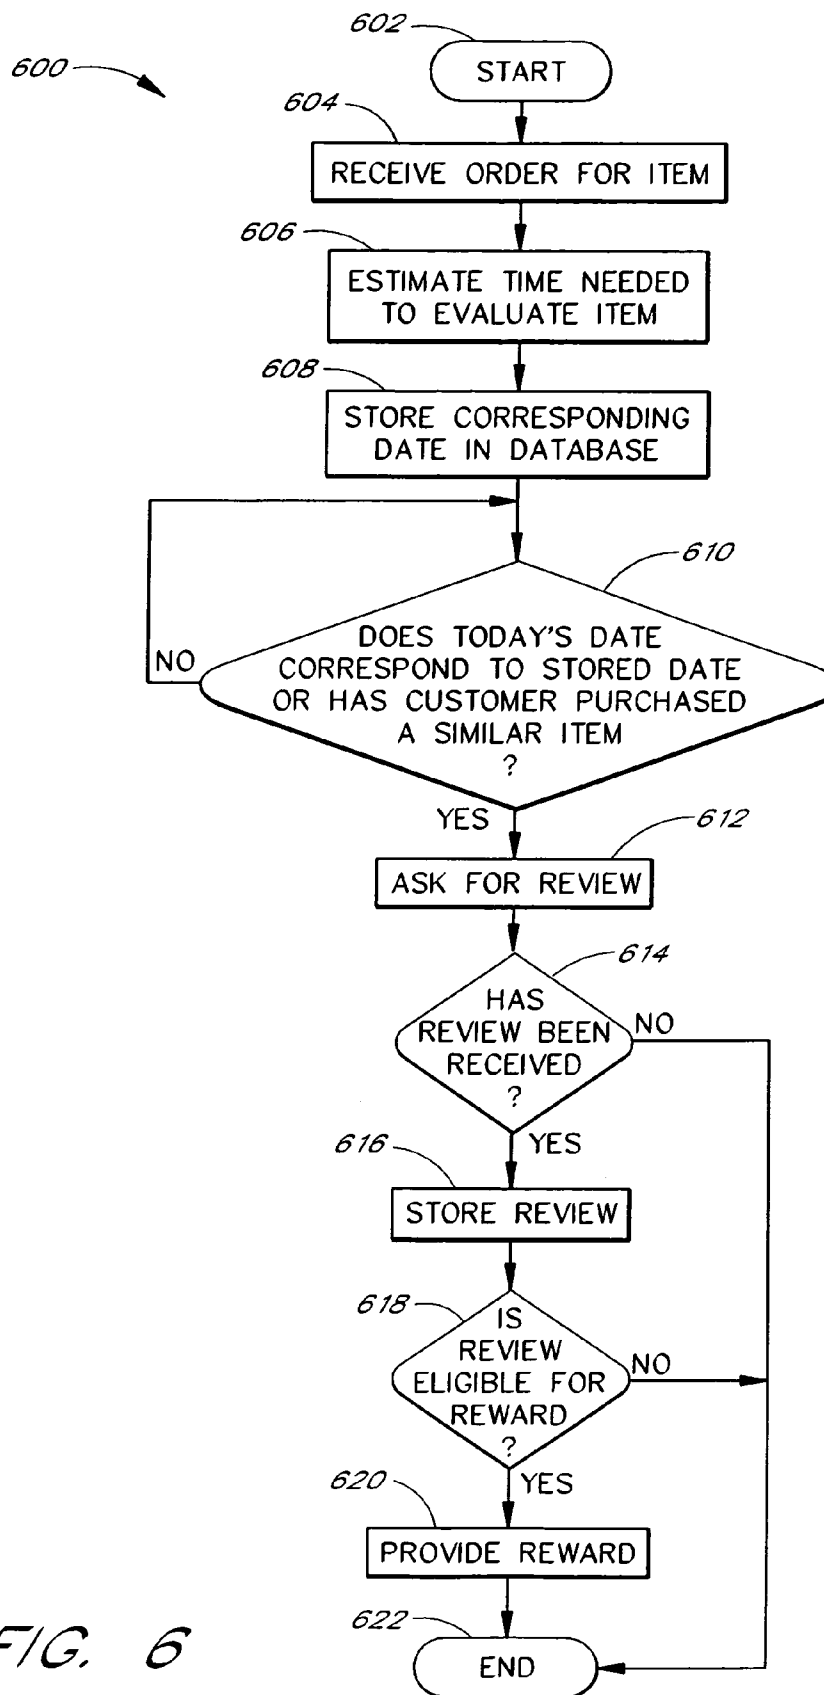 602
600
START
604
RECEIVE ORDER FOR ITEM
606
ESTIMATE TIME NEEDED
TO EVALUATE ITEM
608
STORE CORRESPONDING
DATE IN DATABASE
610
DOES TODAY'S DATE
CORRESPOND TO STORED DATE
OR HAS CUSTOMER PURCHASED
A SIMILAR ITEM
?
NO
YES
612
ASK FOR REVIEW
614
HAS
REVIEW BEEN
RECEIVED
?
NO
YES
616
STORE REVIEW
618
IS
REVIEW
ELIGIBLE FOR
REWARD
?
NO
YES
620
PROVIDE REWARD
622
END
FIG. 6